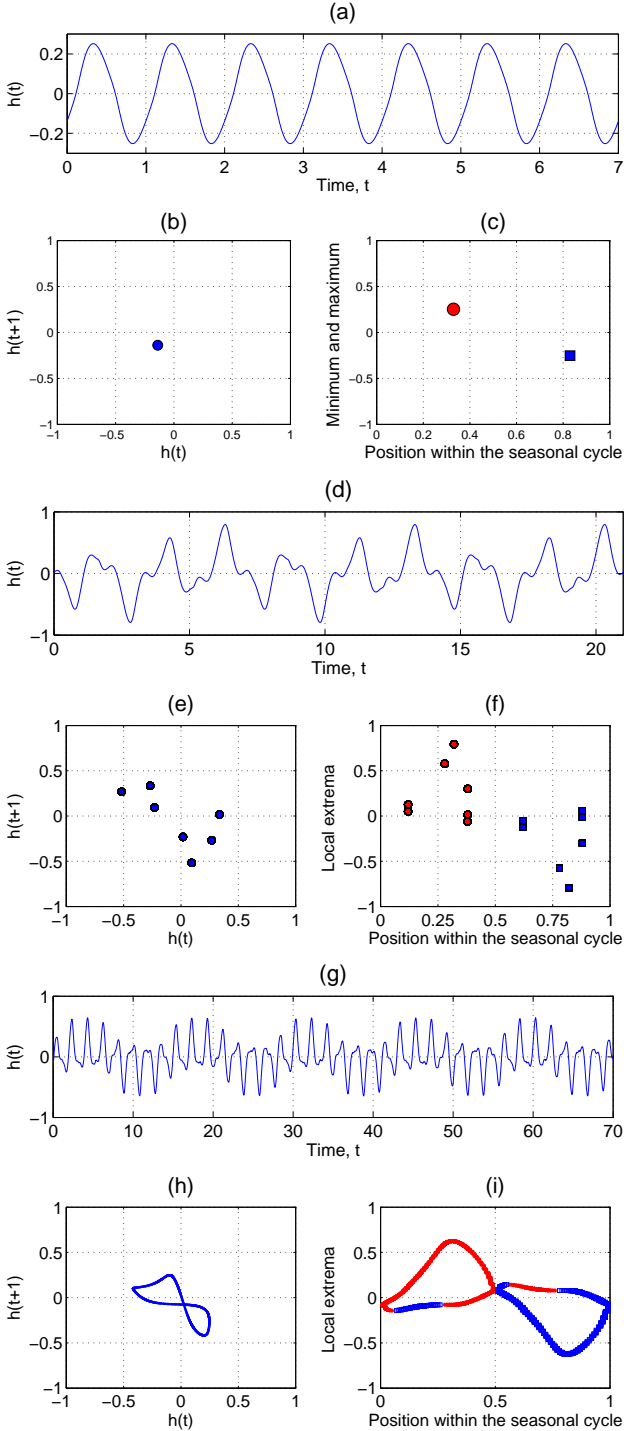 (a)
h(t)
0.2
0
−0.2
0 1 2 3 4 5 6 7
Time, t
(b)
h(t+1)
1
0.5
0
−0.5
−1
−1 −0.5 0 0.5 1
h(t)
(c)
Minimum and maximum
1
0.5
0
−0.5
−1
0 0.2 0.4 0.6 0.8 1
Position within the seasonal cycle
(d)
h(t)
1
0
−1
0 5 10 15 20
Time, t
(e)
h(t+1)
1
0.5
0
−0.5
−1
−1 −0.5 0 0.5 1
h(t)
(f)
Local extrema
1
0.5
0
−0.5
−1
0 0.25 0.5 0.75 1
Position within the seasonal cycle
(g)
h(t)
1
0
−1
0 10 20 30 40 50 60 70
Time, t
(h)
h(t+1)
1
0.5
0
−0.5
−1
−1 −0.5 0 0.5 1
h(t)
(i)
Local extrema
1
0.5
0
−0.5
−1
0 0.5 1
Position within the seasonal cycle